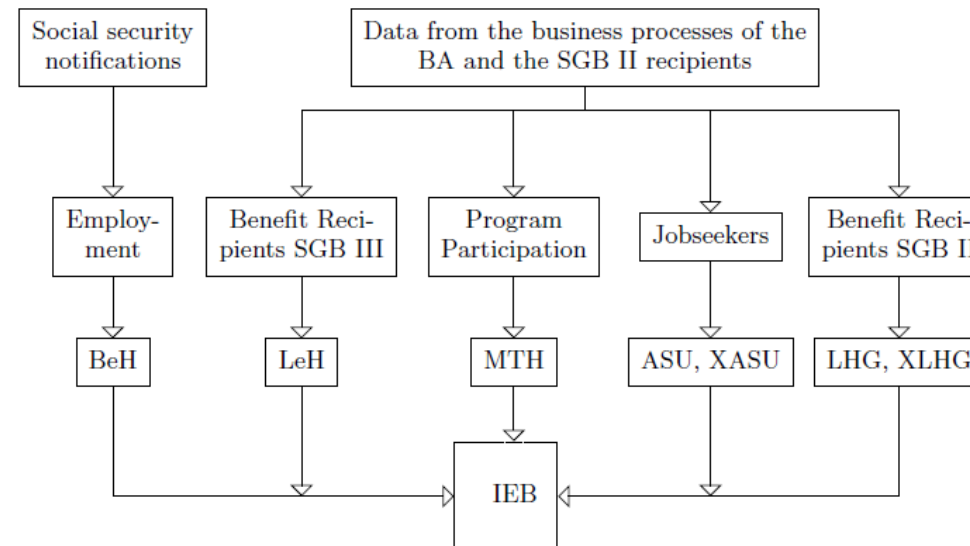 Social security
notifications
Data from the business processes of the
BA and the SGB II recipients
Employ-
ment
Benefit Reci-
pients SGB III
Program
Participation
Jobseekers
Benefit Reci-
pients SGB II
BeH
LeH
MTH
ASU, XASU
LHG, XLHG
IEB